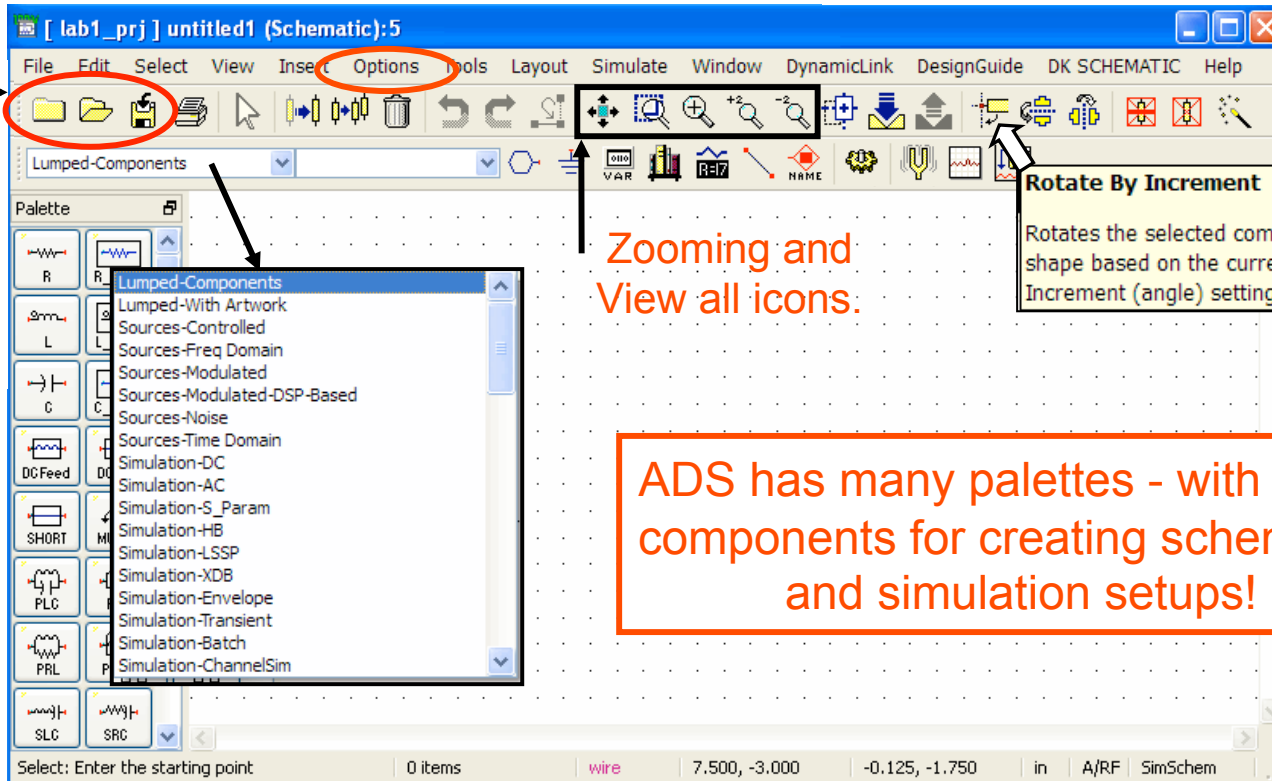 [ lab1_prj ] untitled1 (Schematic):5
File Edit Select View Insert Options Tools Layout Simulate Window DynamicLink DesignGuide DK SCHEMATIC Help
+2 -2
Lumped-Components
VAR
R=17
NAME
Rotate By Increment
Rotates the selected com
shape based on the curre
Increment (angle) setting
Palette
R
L
C
DCFeed
SHORT
PLC
PRL
SLC SRC
Lumped-Components
Lumped-With Artwork
Sources-Controlled
Sources-Freq Domain
Sources-Modulated
Sources-Modulated-DSP-Based
Sources-Noise
Sources-Time Domain
Simulation-DC
Simulation-AC
Simulation-S_Param
Simulation-HB
Simulation-LSSP
Simulation-XDB
Simulation-Envelope
Simulation-Transient
Simulation-Batch
Simulation-ChannelSim
Zooming and
View all icons.
ADS has many palettes - with
components for creating schem
and simulation setups!
Select: Enter the starting point 0 items wire 7.500, -3.000 -0.125, -1.750 in A/RF SimSchem